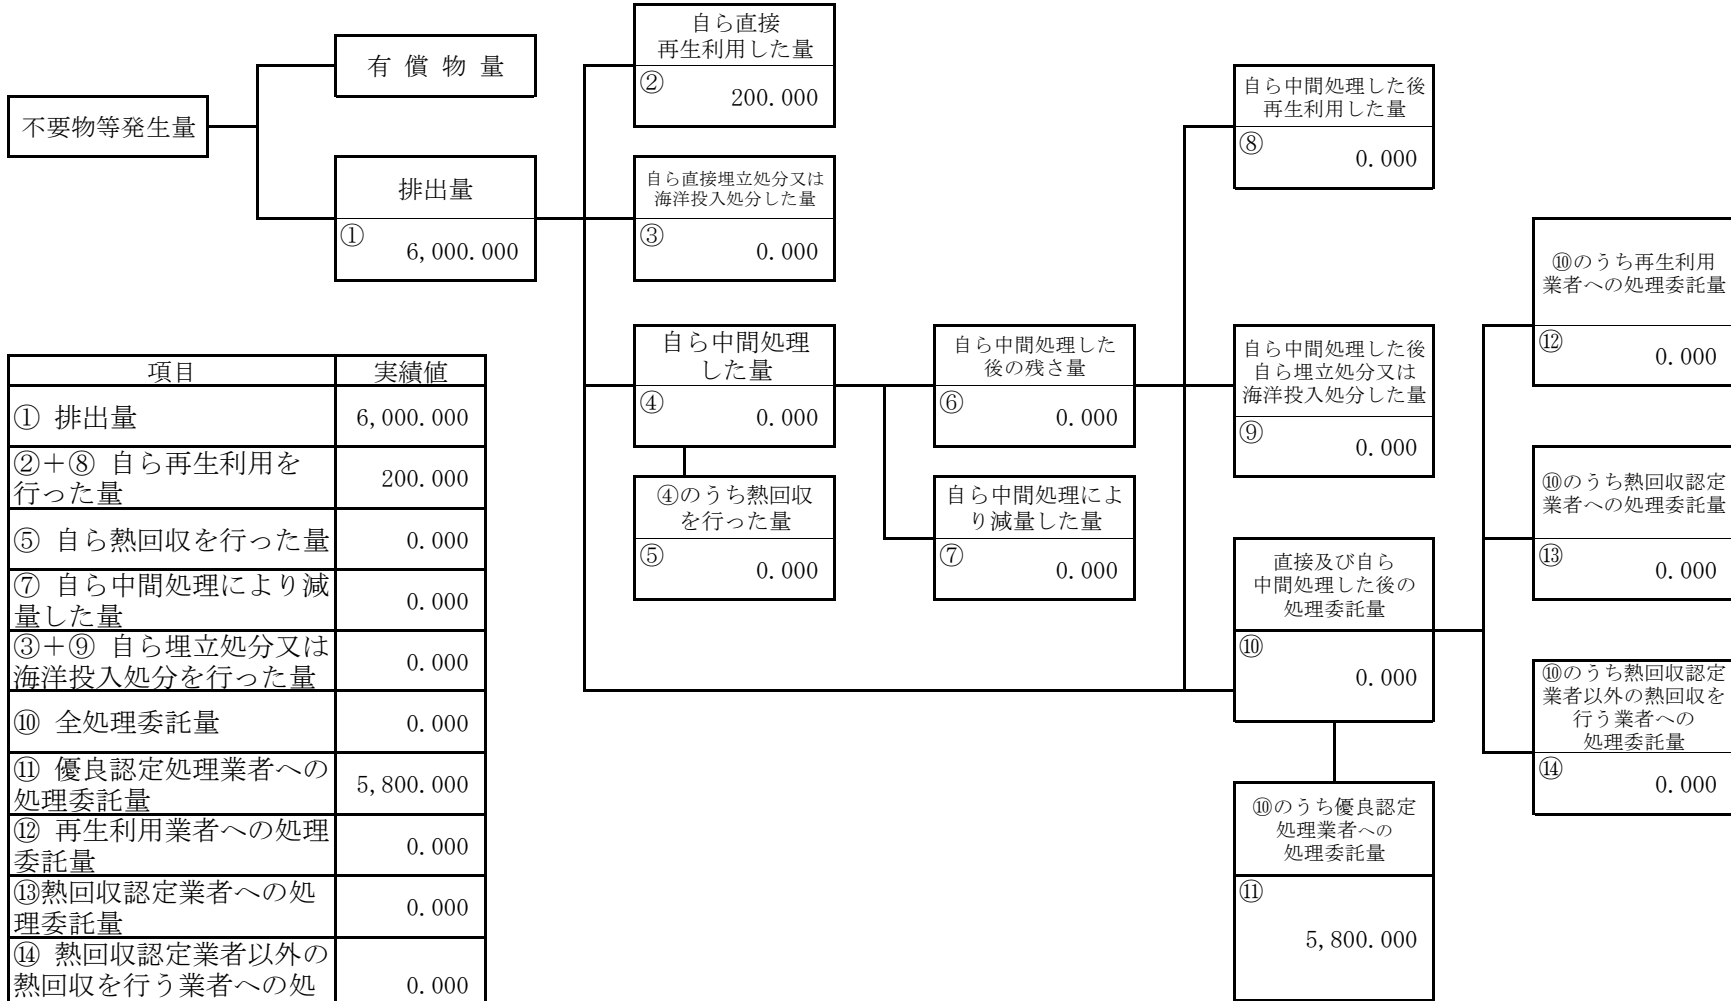 不要物等発生量
有 償 物 量
排出量
① 6,000.000
自ら直接
再生利用した量
② 200.000
自ら直接埋立処分又は
海洋投入処分した量
③ 0.000
自ら中間処理
した量
④ 0.000
④のうち熱回収
を行った量
⑤ 0.000
自ら中間処理した
後の残さ量
⑥ 0.000
自ら中間処理によ
り減量した量
⑦ 0.000
自ら中間処理した後
再生利用した量
⑧ 0.000
自ら中間処理した後
自ら埋立処分又は
海洋投入処分した量
⑨ 0.000
直接及び自ら
中間処理した後の
処理委託量
⑩ 0.000
⑩のうち優良認定
処理業者への
処理委託量
⑪ 5,800.000
⑩のうち再生利用
業者への処理委託量
⑫ 0.000
⑩のうち熱回収認定
業者への処理委託量
⑬ 0.000
⑩のうち熱回収認定
業者以外の熱回収を
行う業者への
処理委託量
⑭ 0.000
項目 実績値
① 排出量 6,000.000
②＋⑧ 自ら再生利用を
行った量 200.000
⑤ 自ら熱回収を行った量 0.000
⑦ 自ら中間処理により減
量した量 0.000
③＋⑨ 自ら埋立処分又は
海洋投入処分を行った量 0.000
⑩ 全処理委託量 0.000
⑪ 優良認定処理業者への
処理委託量 5,800.000
⑫ 再生利用業者への処理
委託量 0.000
⑬熱回収認定業者への処
理委託量 0.000
⑭ 熱回収認定業者以外の
熱回収を行う業者への処 0.000